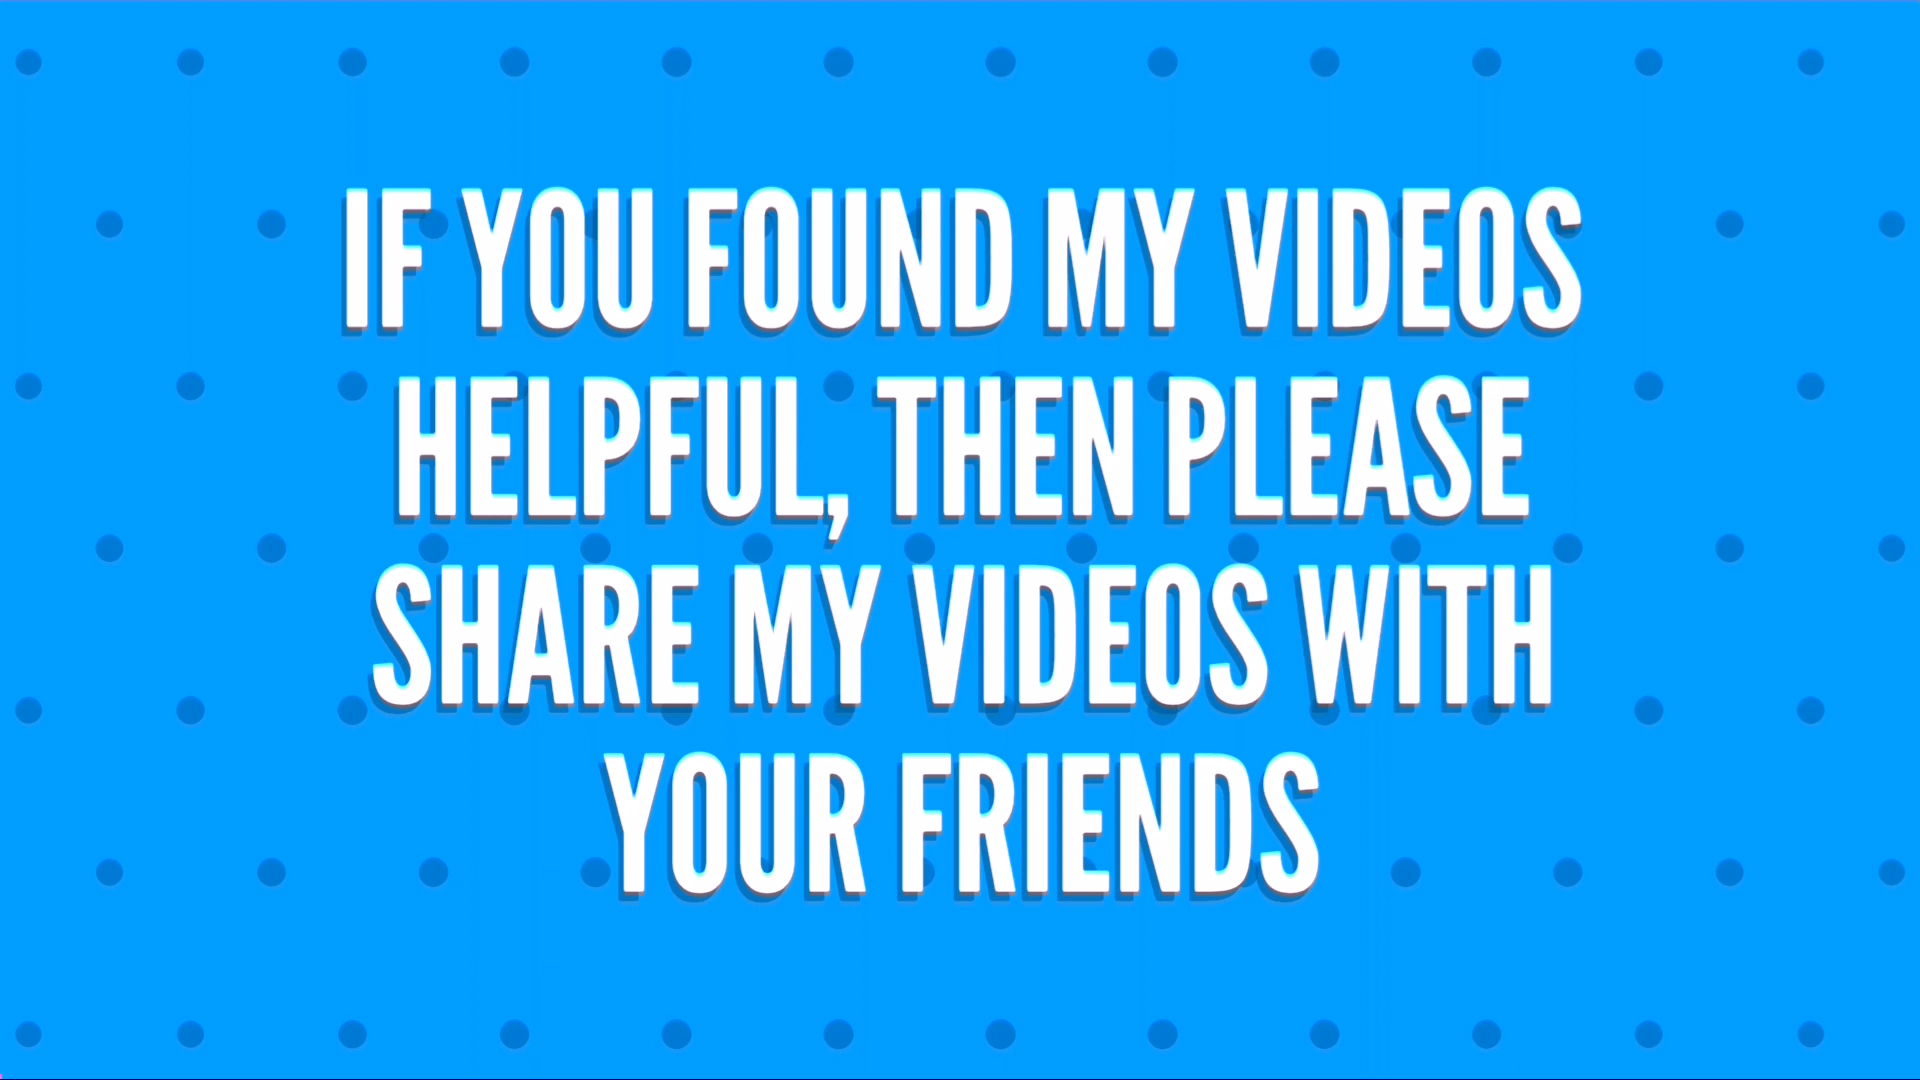 IF YOU FOUND MY VIDEOS
HELPFUL, THEN PLEASE
SHARE MY VIDEOS WITH
YOUR FRIENDS